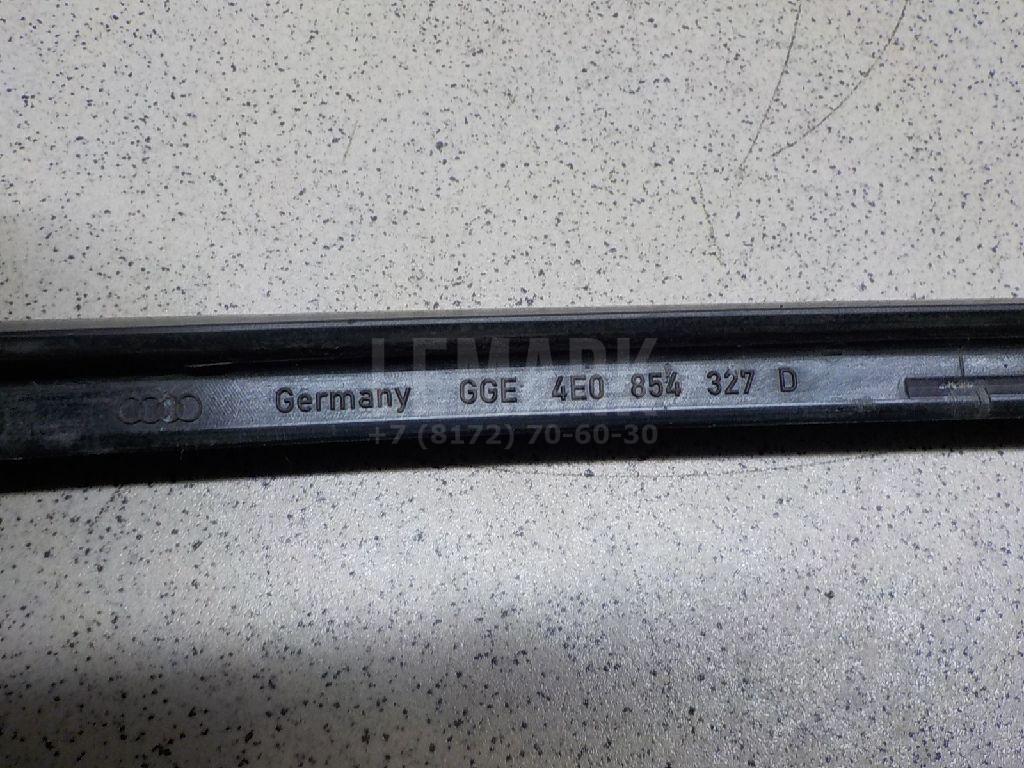 LEMARK
Germany GGE 4E0 854 327 D
+7 (8172) 70-60-30